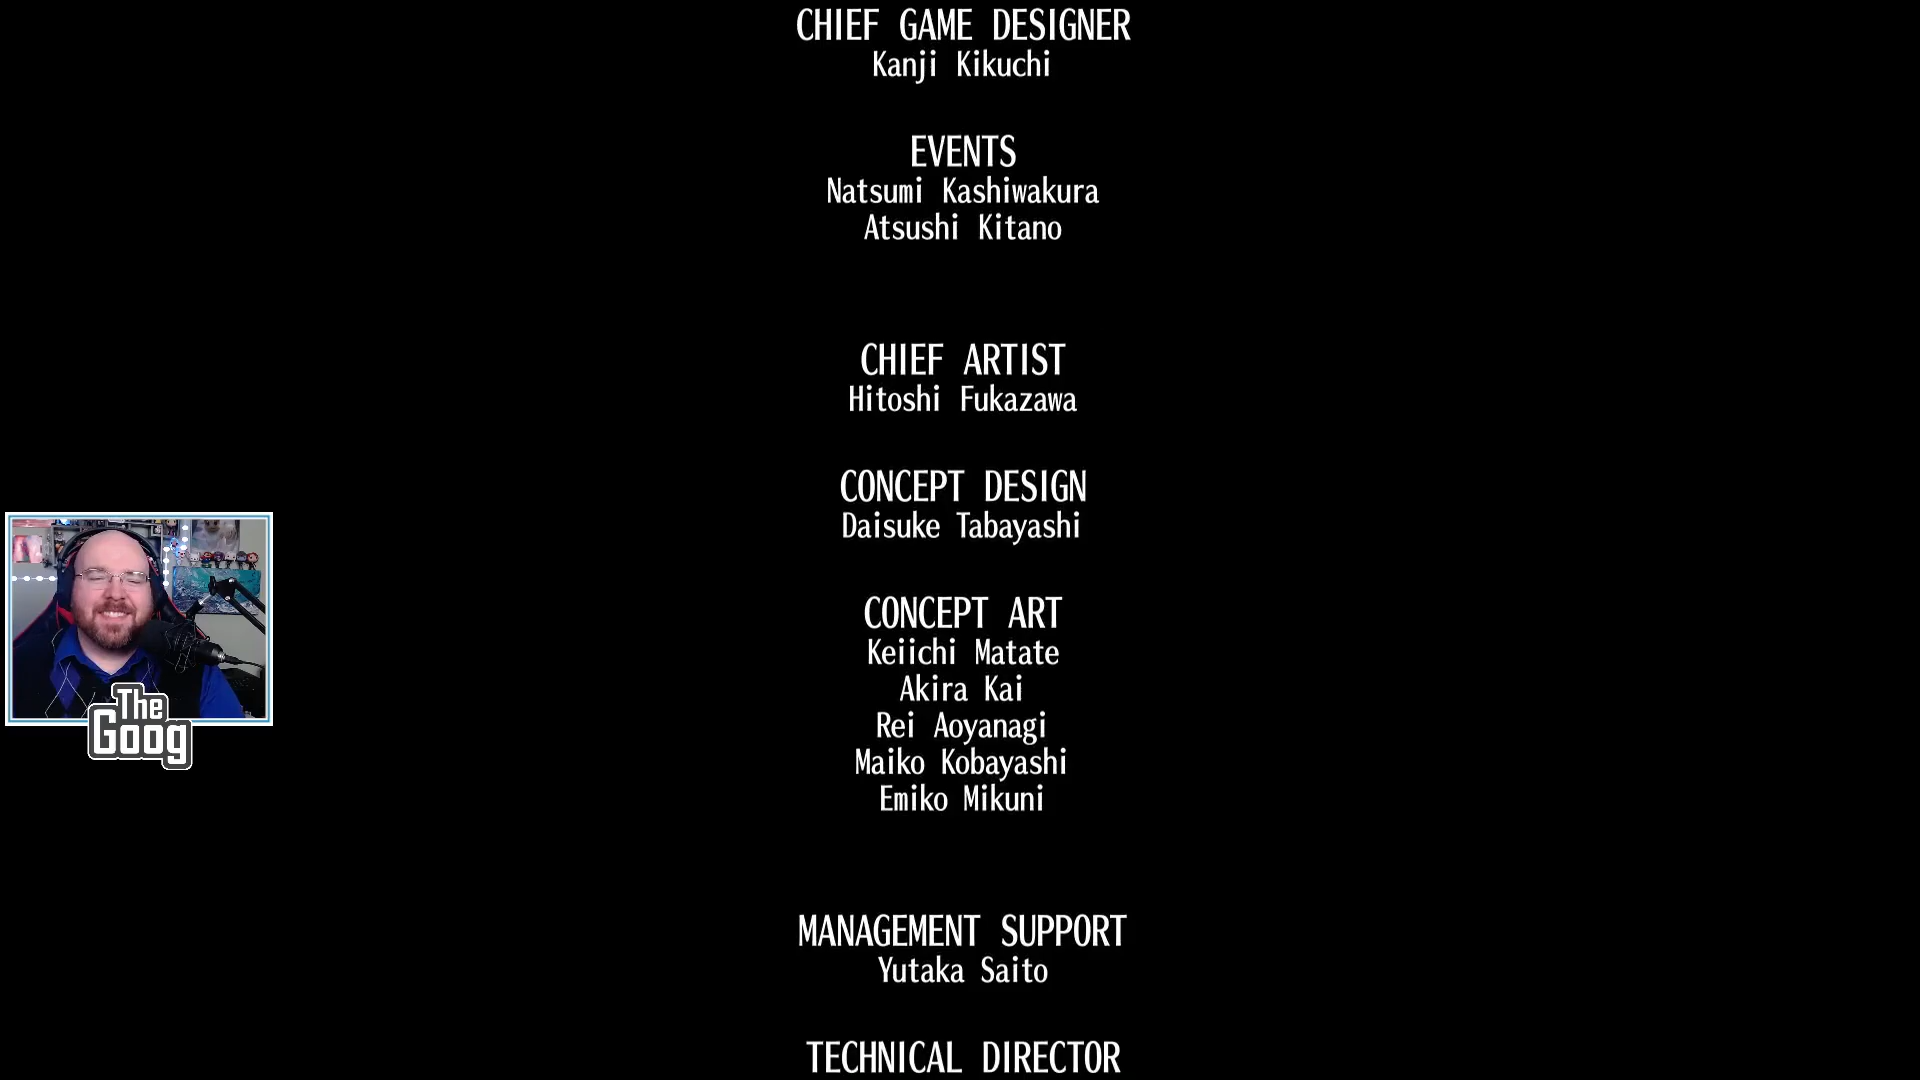 CHIEF GAME DESIGNER
Kanji Kikuchi
EVENTS
Natsumi Kashiwakura
Atsushi Kitano
CHIEF ARTIST
Hitoshi Fukazawa
CONCEPT DESIGN
Daisuke Tabayashi
CONCEPT ART
Keiichi Matate
Akira Kai
Rei Aoyanagi
Maiko Kobayashi
Emiko Mikuni
MANAGEMENT SUPPORT
Yutaka Saito
TECHNICAL DIRECTOR
The
Goog